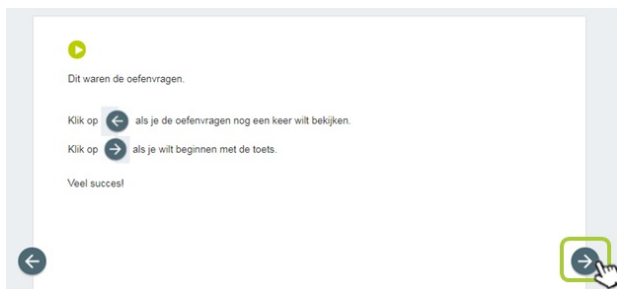 Dit waren de oefenvragen.
Klik op als je de oefenvragen nog een keer wilt bekijken.
Klik op als je wilt beginnen met de toets.
Veel succes!